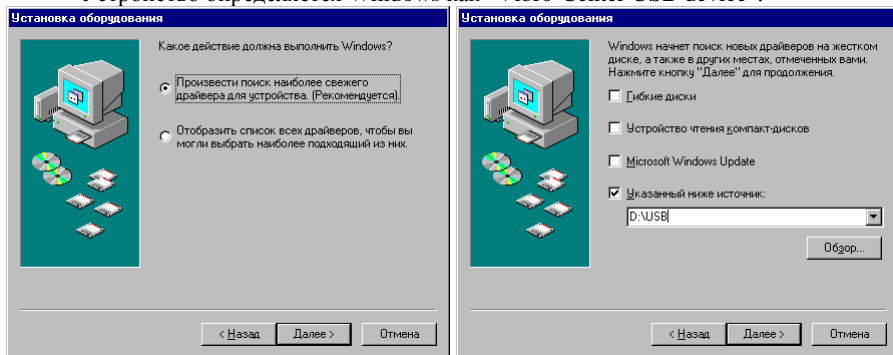 Устройство определяется Windows как "Vibro-Center USB device".
Установка оборудования
Какое действие должна выполнить Windows?
Произвести поиск наиболее свежего
драйвера для устройства. (Рекомендуется).
Отобразить список всех драйверов, чтобы вы
могли выбрать наиболее подходящий из них.
< Назад
Далее >
Отмена
Установка оборудования
Windows начнет поиск новых драйверов на жестком
диске, а также в других местах, отмеченных вами.
Нажмите кнопку "Далее" для продолжения.
Гибкие диски
Устройство чтения компакт-дисков
Microsoft Windows Update
Указанный ниже источник:
D:\USB
Обзор...
< Назад
Далее >
Отмена